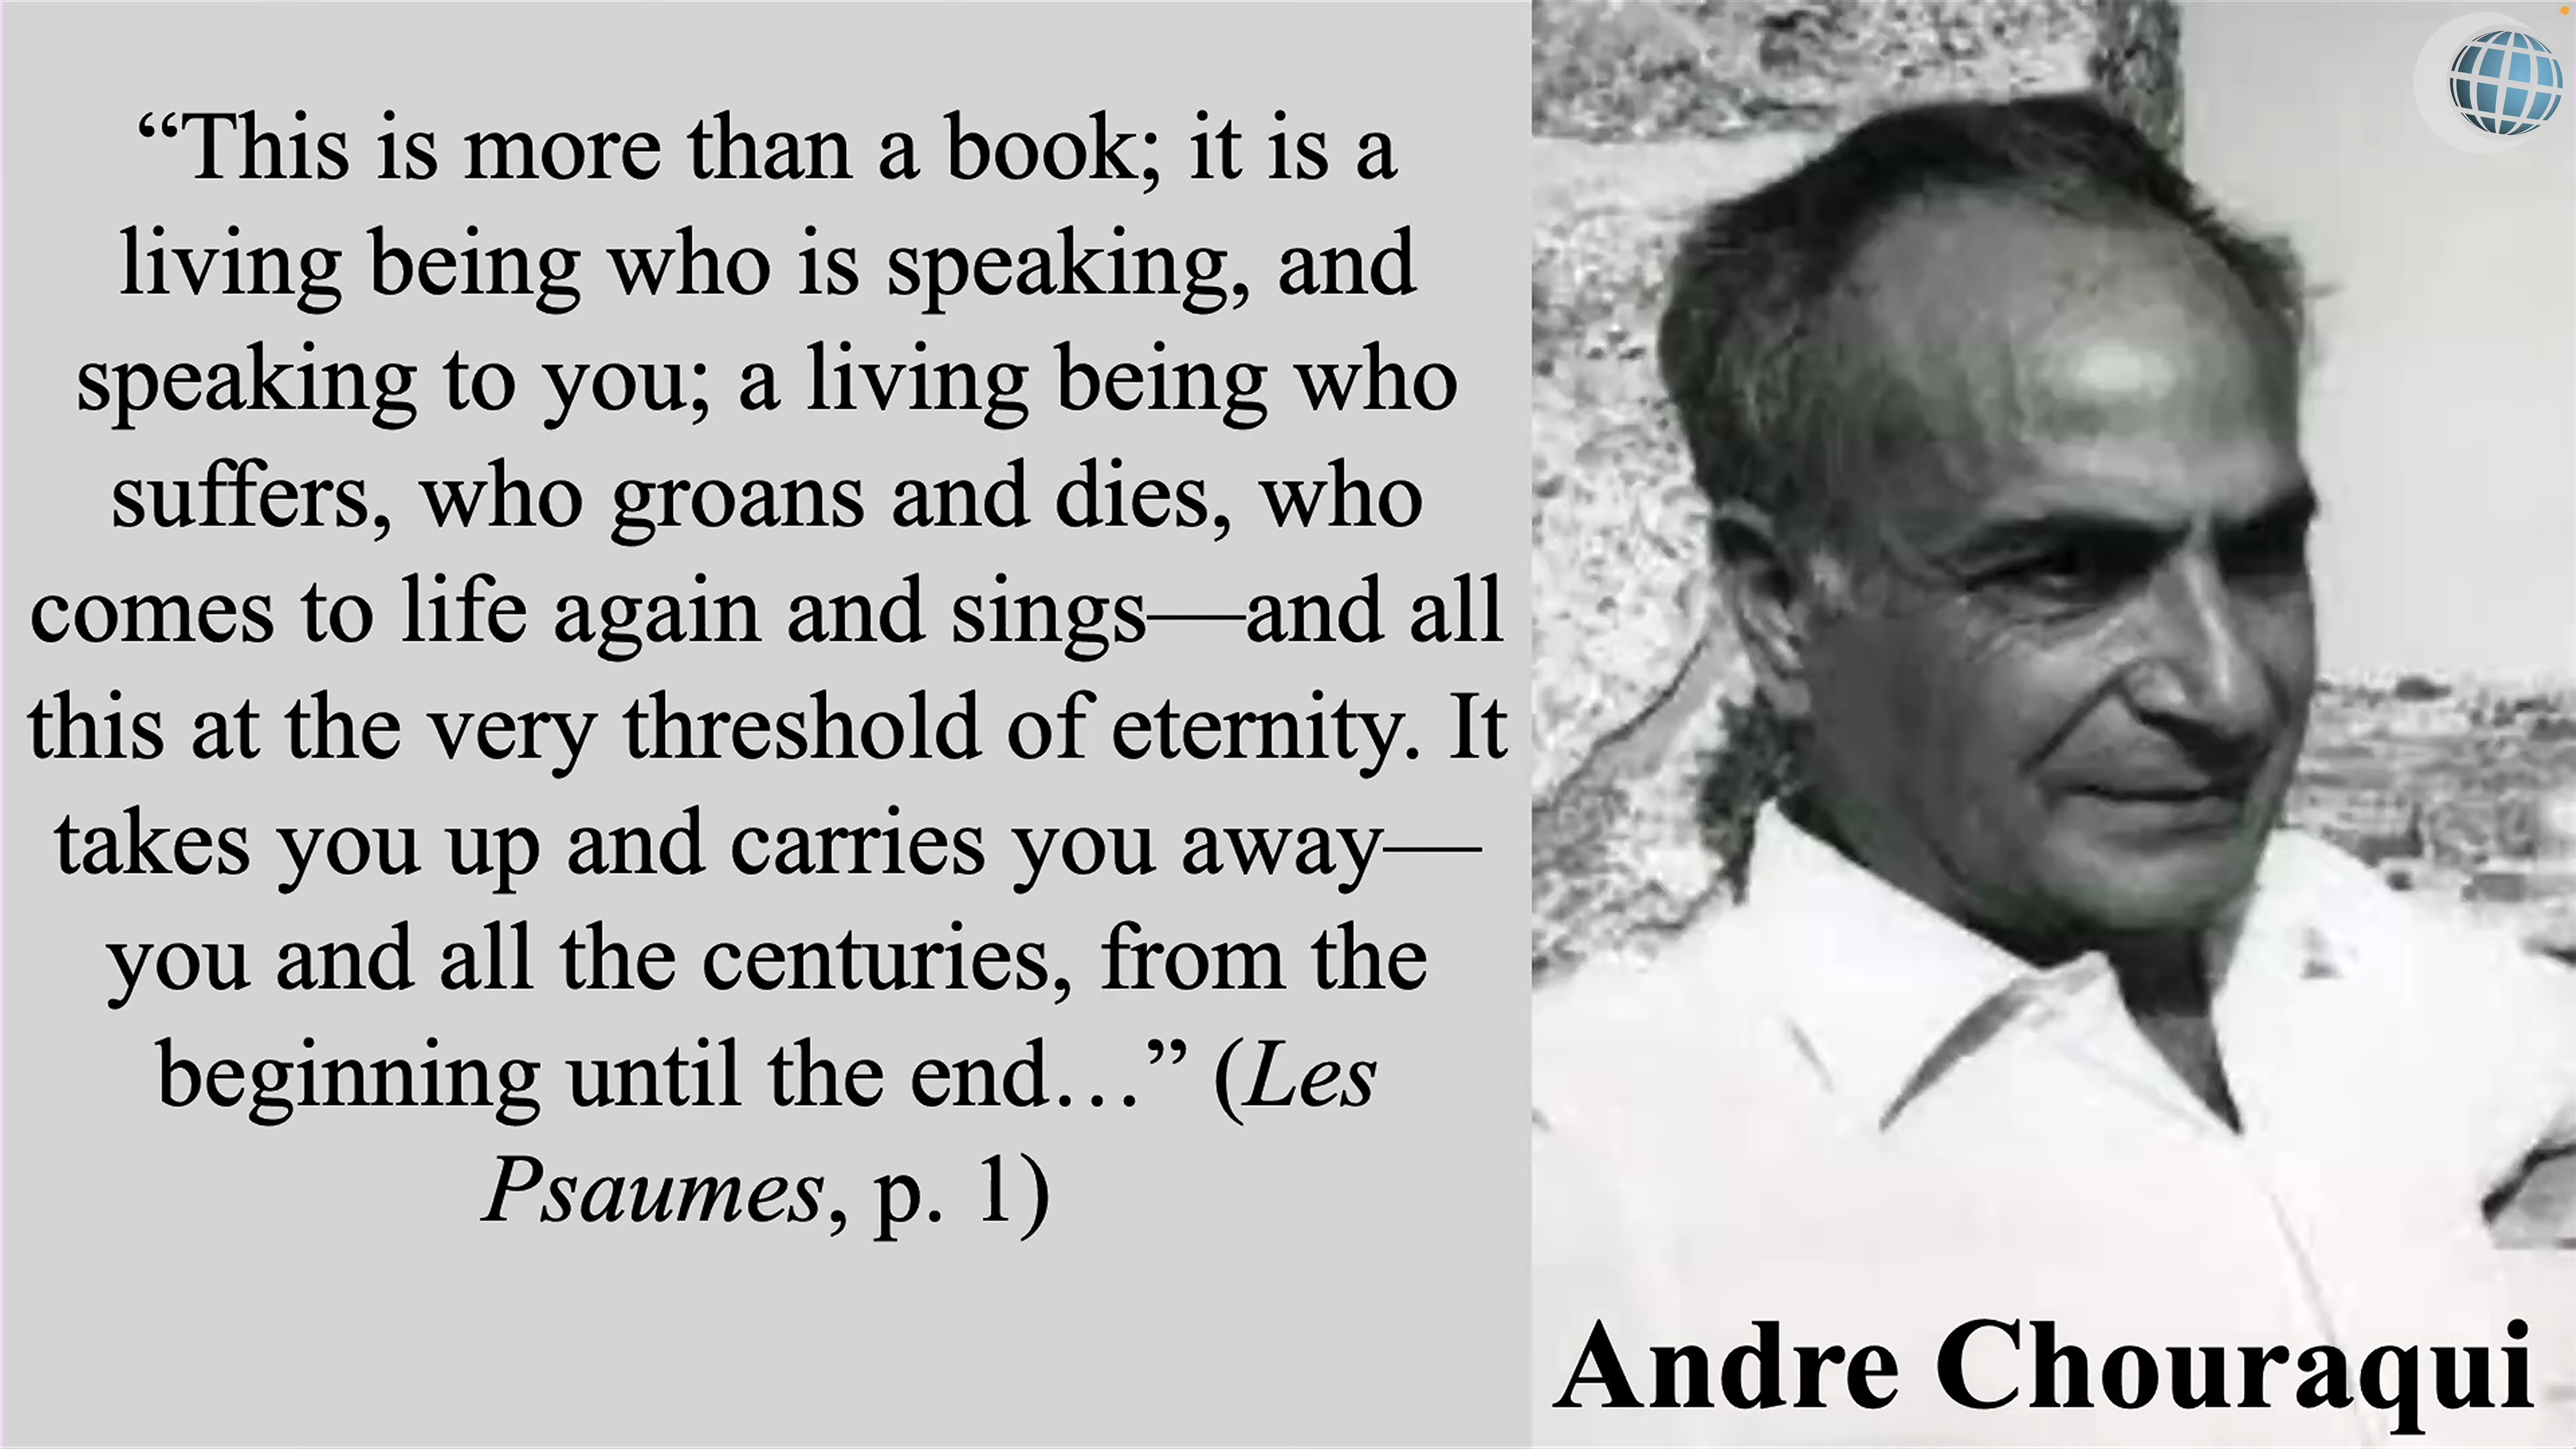 “This is more than a book; it is a
living being who is speaking, and
speaking to you; a living being who
suffers, who groans and dies, who
comes to life again and sings—and all
this at the very threshold of eternity. It
takes you up and carries you away—
you and all the centuries, from the
beginning until the end…” (Les
Psaumes, p. 1)
Andre Chouraqui